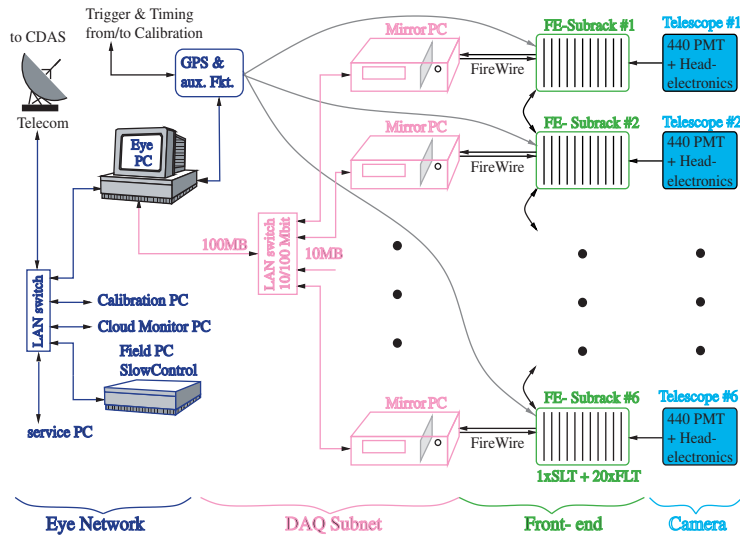 Trigger & Timing
from/to Calibration
to CDAS
Telecom
GPS &
aux. Fkt.
Eye
PC
Mirror PC
FireWire
FE-Subrack #1
Telescope #1
440 PMT
+ Head-
electronics
Mirror PC
FireWire
FE- Subrack #2
Telescope #2
440 PMT
+ Head-
electronics
100MB
LAN switch
10/100 Mbit
10MB
LAN switch
Calibration PC
Cloud Monitor PC
Field PC
SlowControl
service PC
Mirror PC
FireWire
FE-Subrack #6
1xSLT + 20xFLT
Telescope #6
440 PMT
+ Head-
electronics
Eye Network
DAQ Subnet
Front- end
Camera